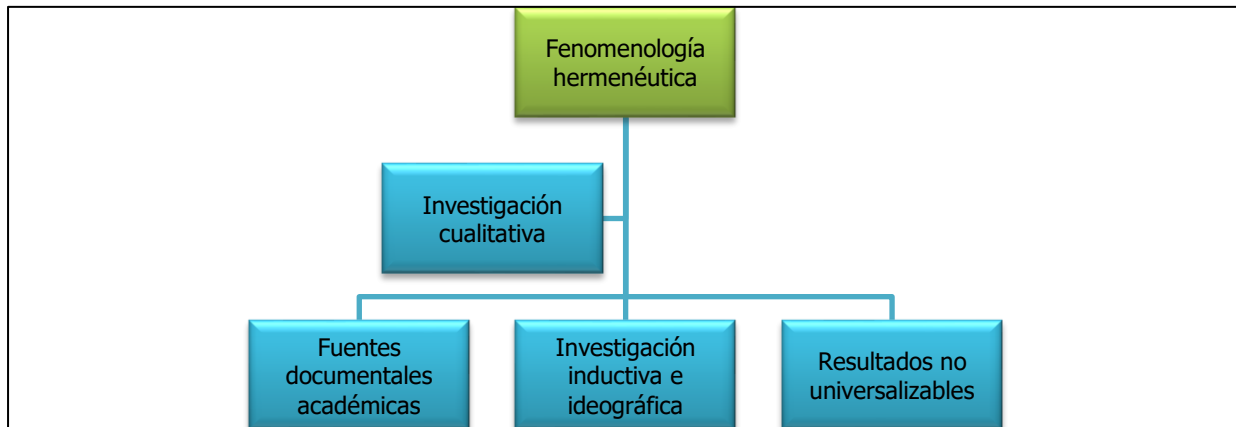 Fenomenología
hermenéutica
Investigación
cualitativa
Fuentes
documentales
académicas
Investigación
inductiva e
ideográfica
Resultados no
universalizables